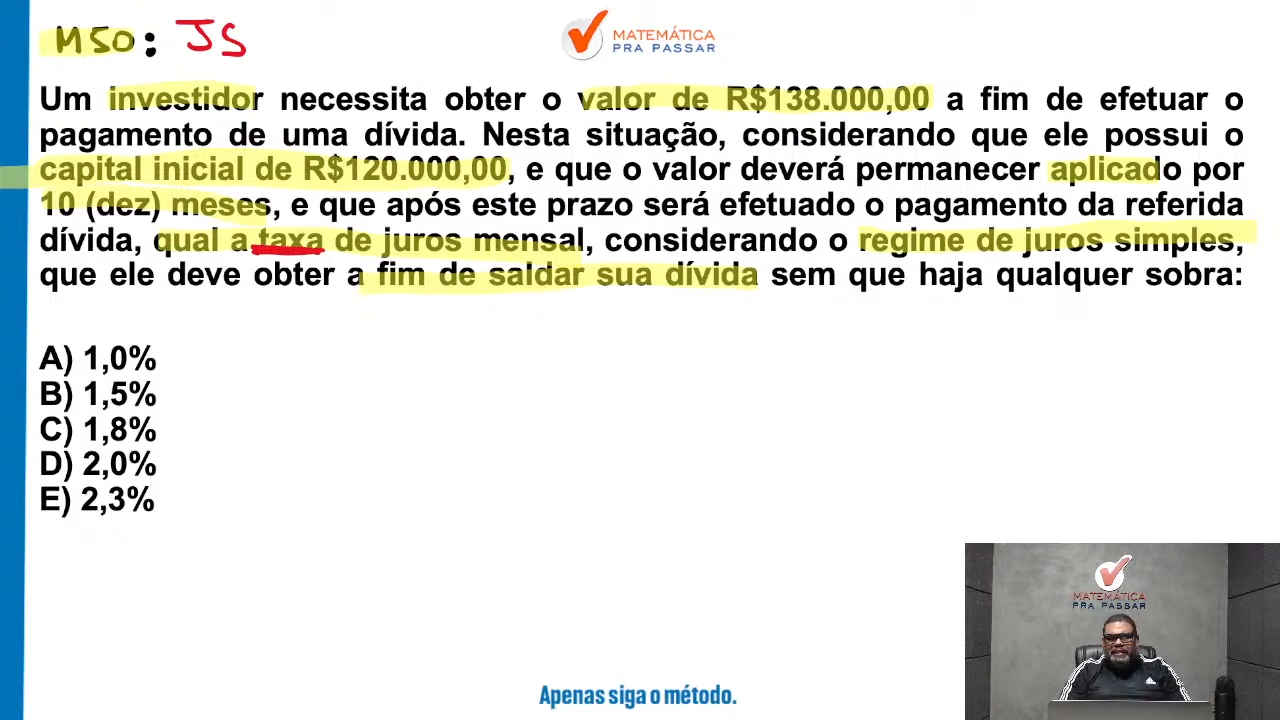 M50: JS
MATEMÁTICA
PRA PASSAR
Um investidor necessita obter o valor de R$138.000,00 a fim de efetuar o
pagamento de uma dívida. Nesta situação, considerando que ele possui o
capital inicial de R$120.000,00, e que o valor deverá permanecer aplicado por
10 (dez) meses, e que após este prazo será efetuado o pagamento da referida
dívida, qual a taxa de juros mensal, considerando o regime de juros simples,
que ele deve obter a fim de saldar sua dívida sem que haja qualquer sobra:
A) 1,0%
B) 1,5%
C) 1,8%
D) 2,0%
E) 2,3%
MATEMÁTICA
PRA PASSAR
Apenas siga o método.